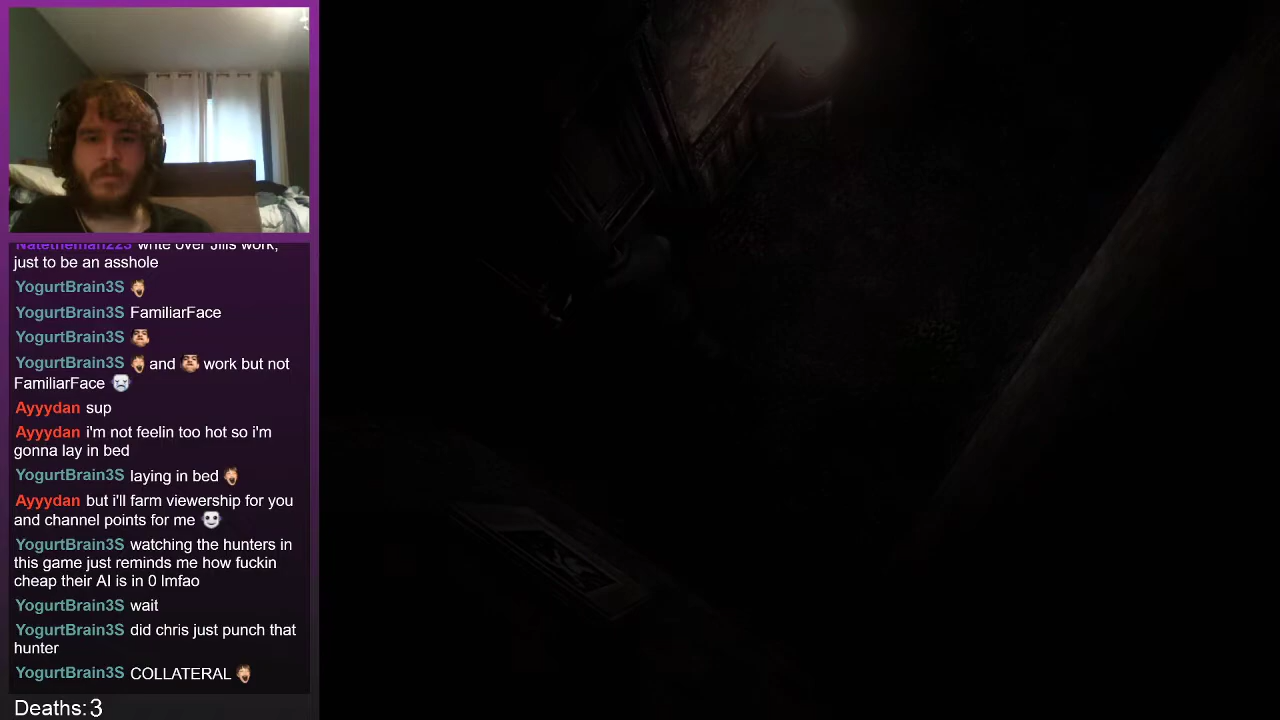 Natetheman223 write over Jills work,
just to be an asshole
YogurtBrain3S
YogurtBrain3S FamiliarFace
YogurtBrain3S
YogurtBrain3S and work but not
FamiliarFace
Ayyydan sup
Ayyydan i'm not feelin too hot so i'm
gonna lay in bed
YogurtBrain3S laying in bed
Ayyydan but i'll farm viewership for you
and channel points for me
YogurtBrain3S watching the hunters in
this game just reminds me how fuckin
cheap their AI is in 0 lmfao
YogurtBrain3S wait
YogurtBrain3S did chris just punch that
hunter
YogurtBrain3S COLLATERAL
Deaths:3